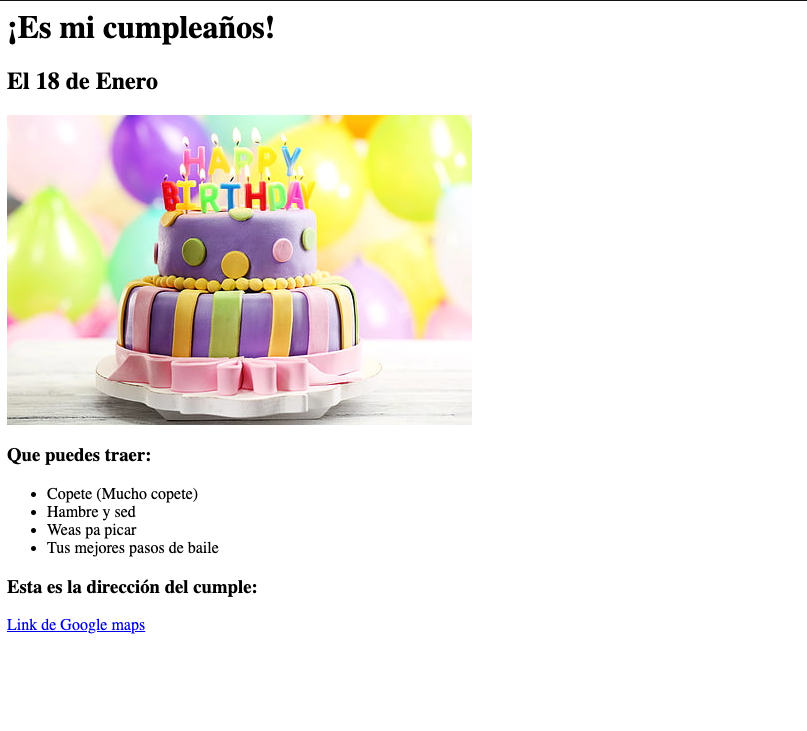 ¡Es mi cumpleaños!
El 18 de Enero
HAPPY
BIRTHDAY
Que puedes traer:
Copete (Mucho copete)
Hambre y sed
Weas pa picar
Tus mejores pasos de baile
Esta es la dirección del cumple:
Link de Google maps